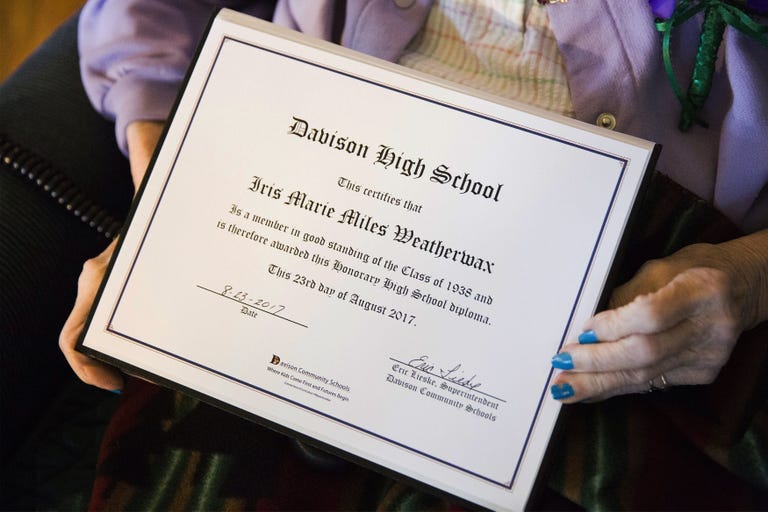 Davison High School
This certifies that
Iris Marie Miles Weatherwax
Is a member in good standing of the Class of 1938 and
is therefore awarded this Honorary High School diploma.
This 23rd day of August 2017.
8-23-2017
Date
Eric Lieske
Eric Lieske, Superintendent
Davison Community Schools
Davison Community Schools
Where Kids Come First and Futures Begin